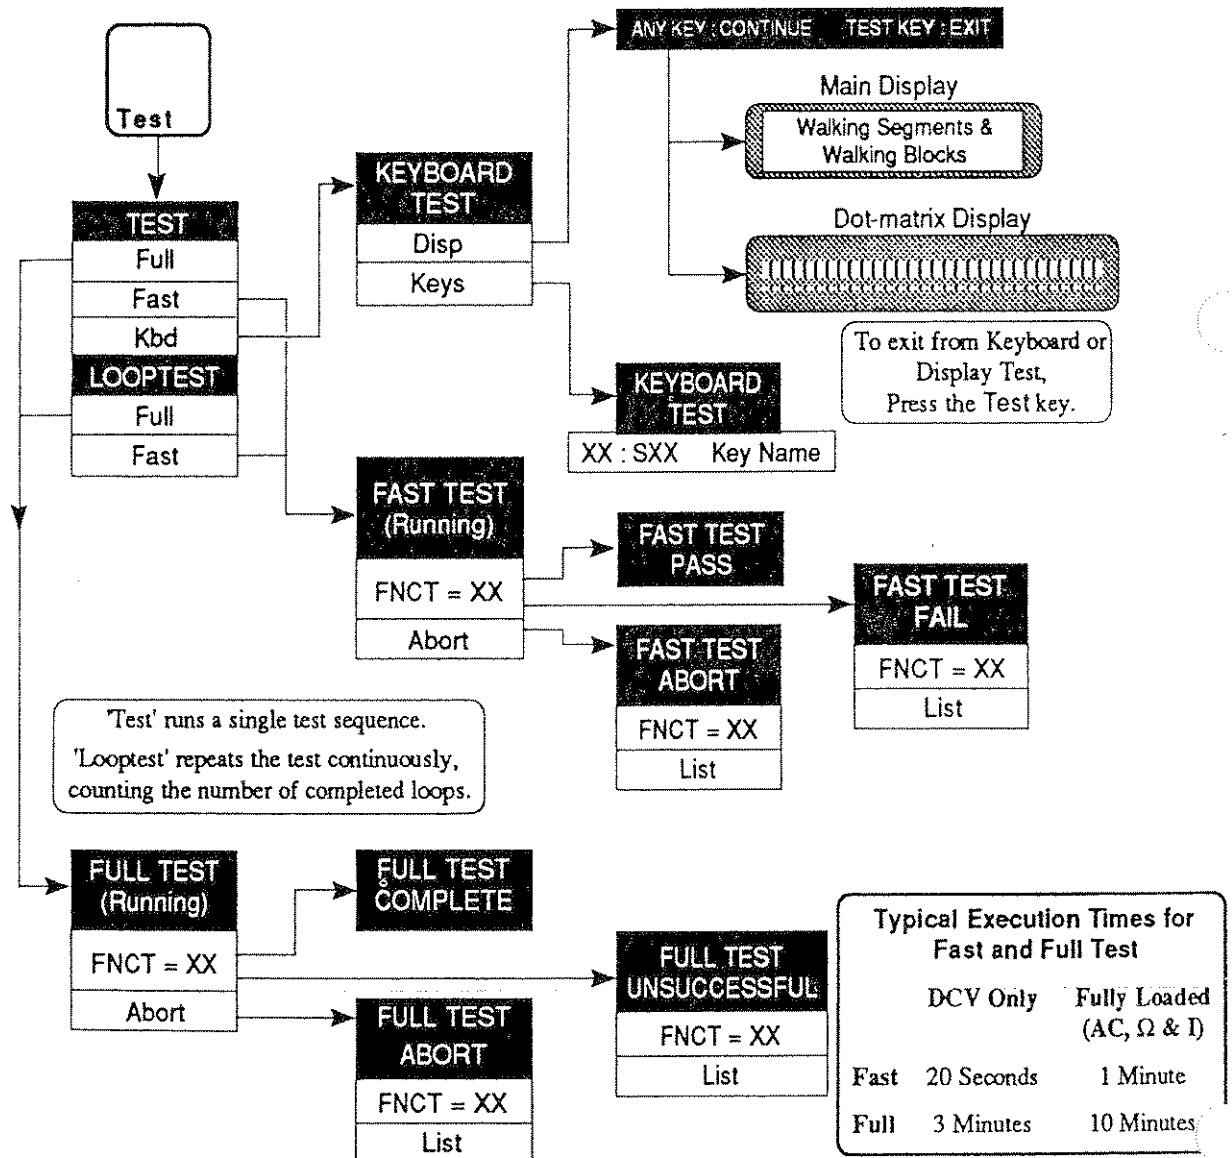 ANY KEY : CONTINUE TEST KEY : EXIT
Test
Main Display
Walking Segments &
Walking Blocks
KEYBOARD
TEST
Disp
Keys
Dot-matrix Display
TEST
Full
Fast
Kbd
LOOPTEST
Full
Fast
To exit from Keyboard or
Display Test,
Press the Test key.
KEYBOARD
TEST
XX : SXX Key Name
FAST TEST
(Running)
FNCT = XX
Abort
FAST TEST
PASS
FAST TEST
FAIL
FNCT = XX
List
FAST TEST
ABORT
FNCT = XX
List
'Test' runs a single test sequence.
'Looptest' repeats the test continuously,
counting the number of completed loops.
FULL TEST
(Running)
FNCT = XX
Abort
FULL TEST
COMPLETE
FULL TEST
UNSUCCESSFUL
FNCT = XX
List
FULL TEST
ABORT
FNCT = XX
List
Typical Execution Times for
Fast and Full Test
DCV Only Fully Loaded
(AC, Ω & I)
Fast 20 Seconds 1 Minute
Full 3 Minutes 10 Minutes